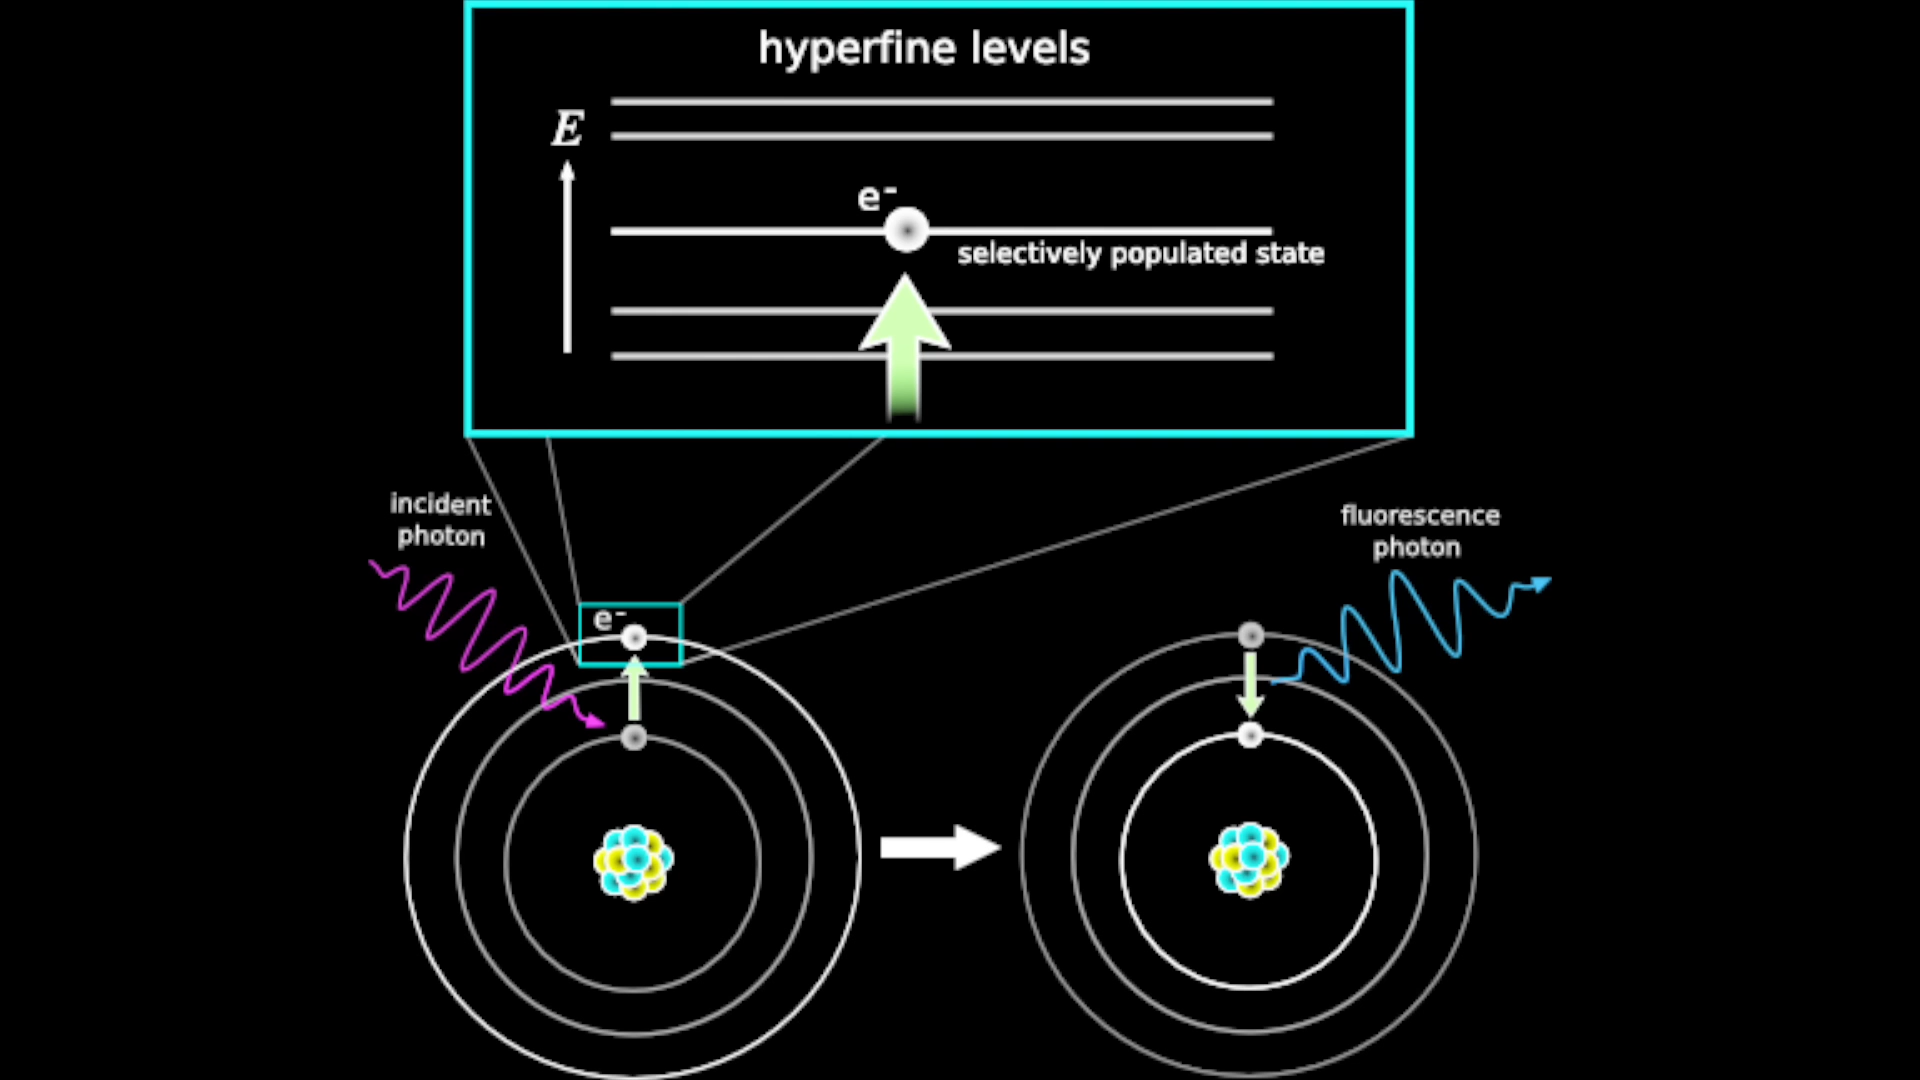 hyperfine levels
E
e⁻
selectively populated state
incident
photon
e⁻
fluorescence
photon